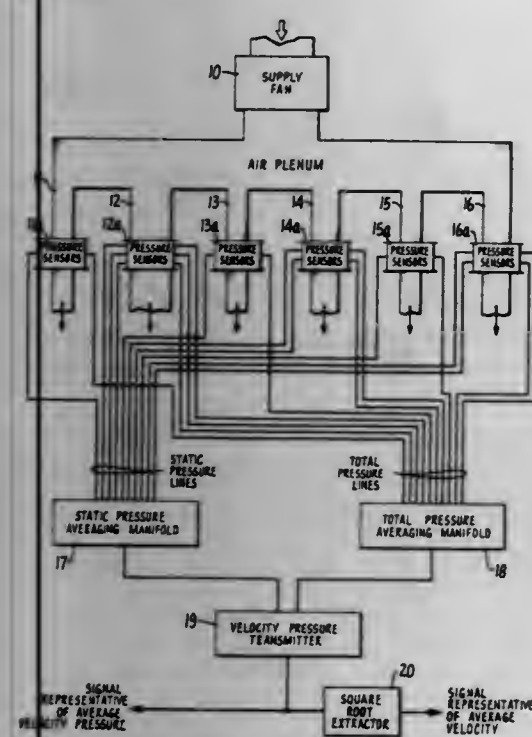 10
SUPPLY
FAN
AIR PLENUM
12
13
14
15
16
12a
13a
14a
15a
16a
PRESSURE
SENSORS
PRESSURE
SENSORS
PRESSURE
SENSORS
PRESSURE
SENSORS
PRESSURE
SENSORS
PRESSURE
SENSORS
STATIC
PRESSURE
LINES
TOTAL
PRESSURE
LINES
STATIC PRESSURE
AVERAGING MANIFOLD
TOTAL PRESSURE
AVERAGING MANIFOLD
17
18
19
VELOCITY PRESSURE
TRANSMITTER
20
SIGNAL
REPRESENTATIVE
OF AVERAGE
VELOCITY PRESSURE
SQUARE
ROOT
EXTRACTOR
SIGNAL
REPRESENTATIVE
OF AVERAGE
VELOCITY